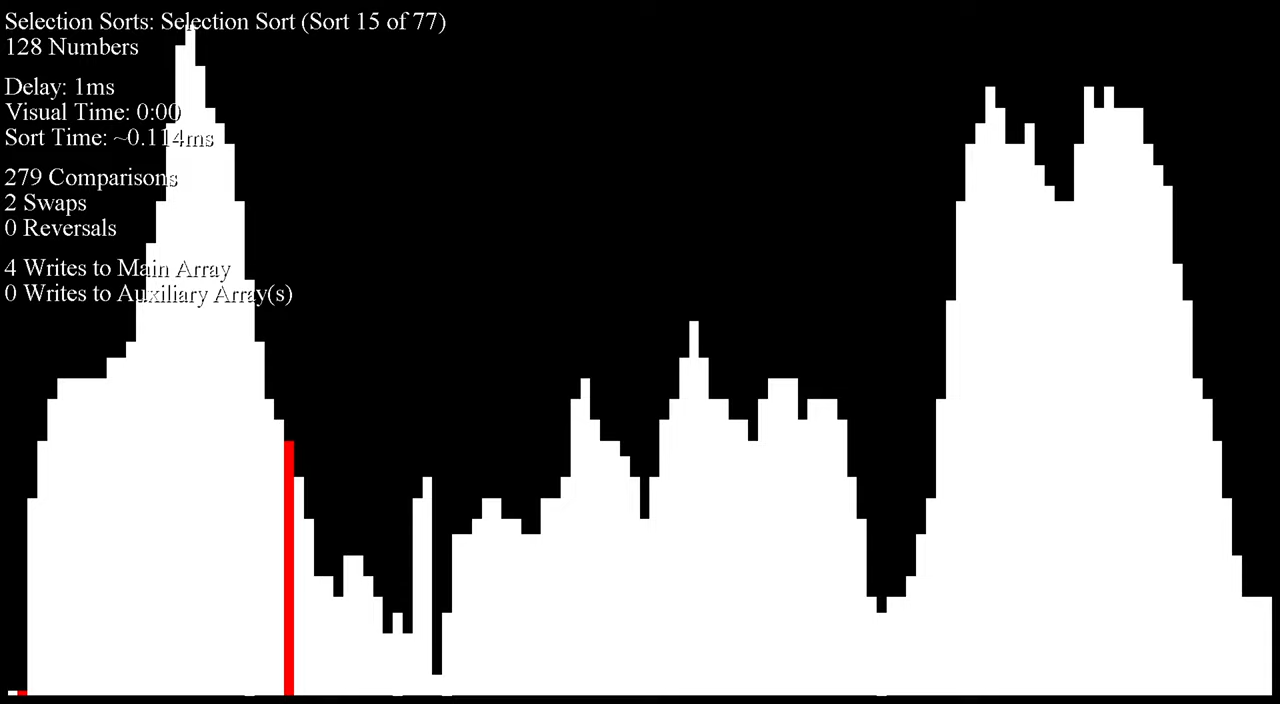 Selection Sorts: Selection Sort (Sort 15 of 77)
128 Numbers
Delay: 1ms
Visual Time: 0:00
Sort Time: ~0.114ms
279 Comparisons
2 Swaps
0 Reversals
4 Writes to Main Array
0 Writes to Auxiliary Array(s)